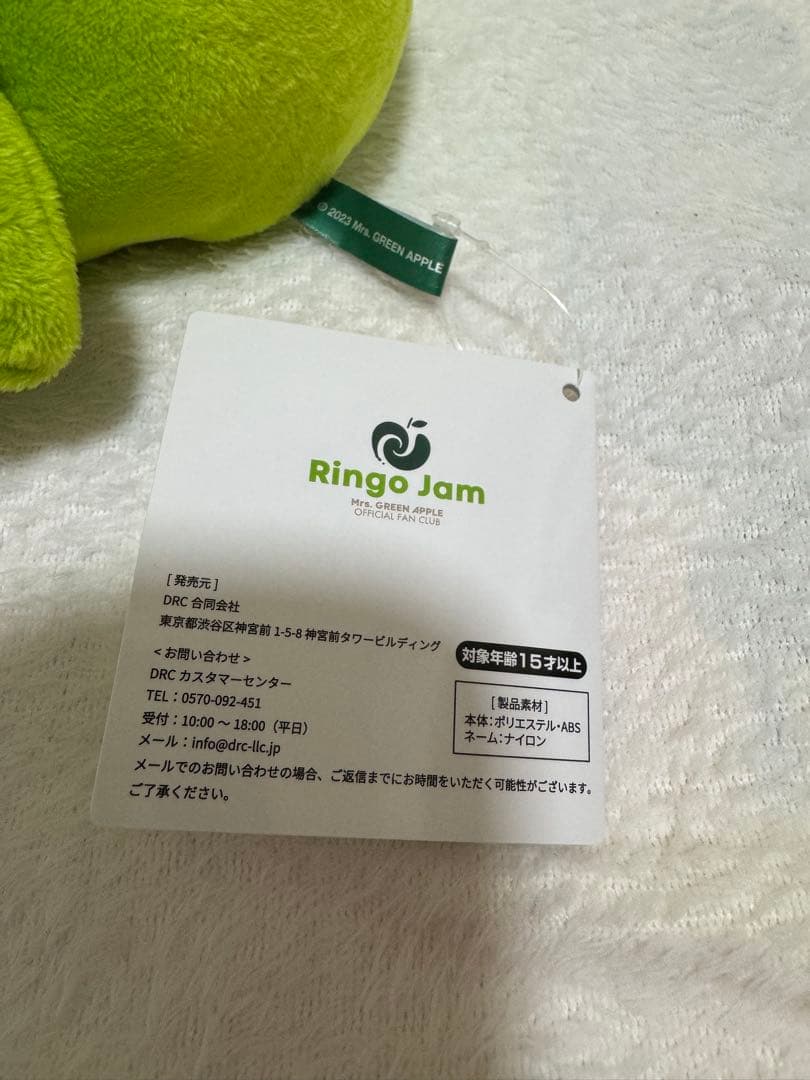 © 2023 Mrs. GREEN APPLE
Ringo Jam
Mrs. GREEN APPLE
OFFICIAL FAN CLUB
[ 発売元 ]
DRC 合同会社
東京都渋谷区神宮前 1-5-8 神宮前タワービルディング
< お問い合わせ >
DRC カスタマーセンター
TEL：0570-092-451
受付：10:00 〜 18:00（平日）
メール：info@drc-llc.jp
メールでのお問い合わせの場合、ご返信までにお時間をいただく可能性がございます。
ご了承ください。
対象年齢15才以上
[ 製品素材 ]
本体：ポリエステル・ABS
ネーム：ナイロン